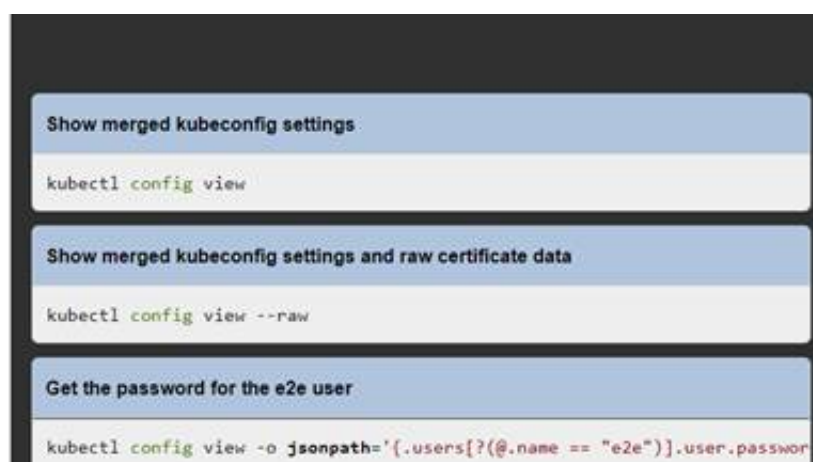 Show merged kubeconfig settings
kubectl config view
Show merged kubeconfig settings and raw certificate data
kubectl config view --raw
Get the password for the e2e user
kubectl config view -o jsonpath='{.users[?(@.name == "e2e")].user.passwor